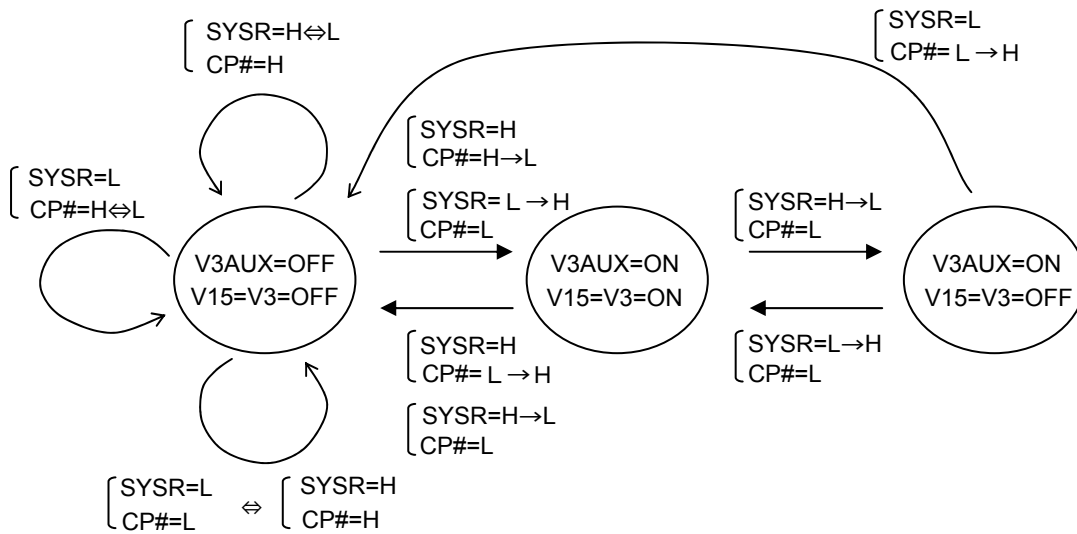 SYSR=H⇔L
CP#=H
SYSR=L
CP#= L → H
SYSR=H
CP#=H→L
SYSR=L
CP#=H⇔L
SYSR= L → H
CP#=L
SYSR=H→L
CP#=L
V3AUX=OFF
V15=V3=OFF
V3AUX=ON
V15=V3=ON
V3AUX=ON
V15=V3=OFF
SYSR=H
CP#= L → H
SYSR=L→H
CP#=L
SYSR=H→L
CP#=L
SYSR=L
CP#=L
⇔
SYSR=H
CP#=H